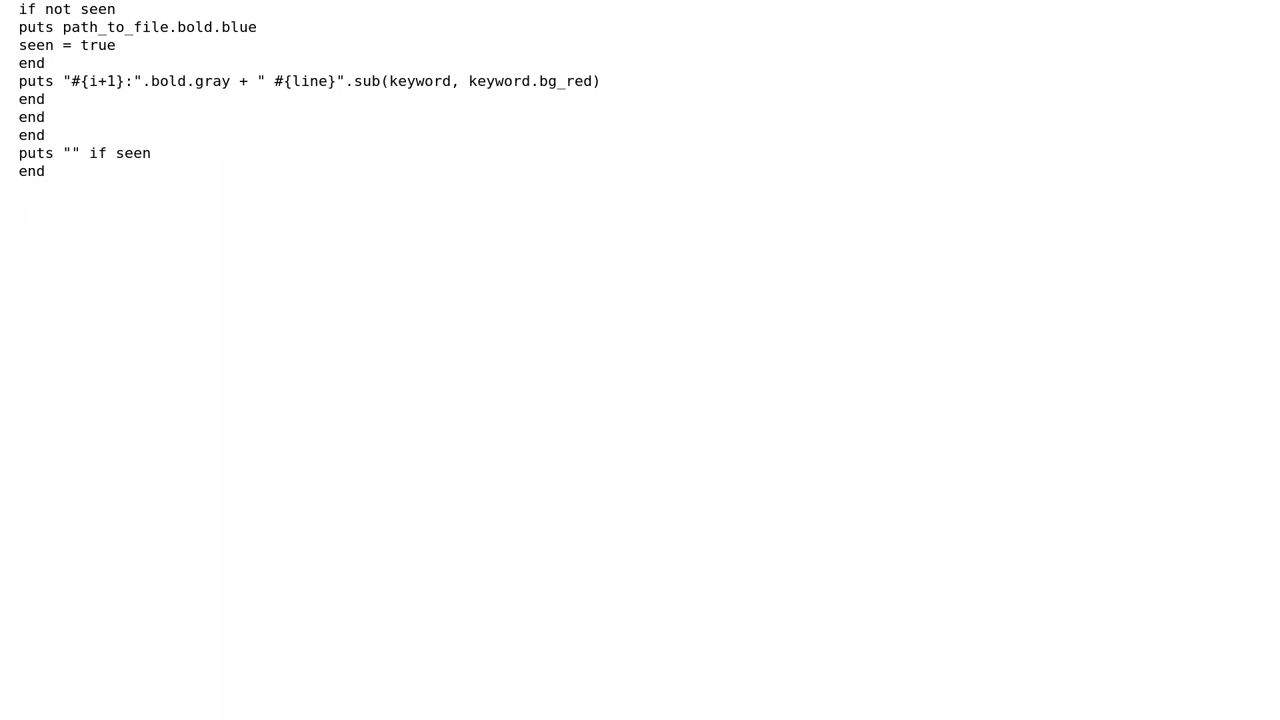 if not seen
puts path_to_file.bold.blue
seen = true
end
puts "#{i+1}:".bold.gray + " #{line}".sub(keyword, keyword.bg_red)
end
end
end
puts "" if seen
end